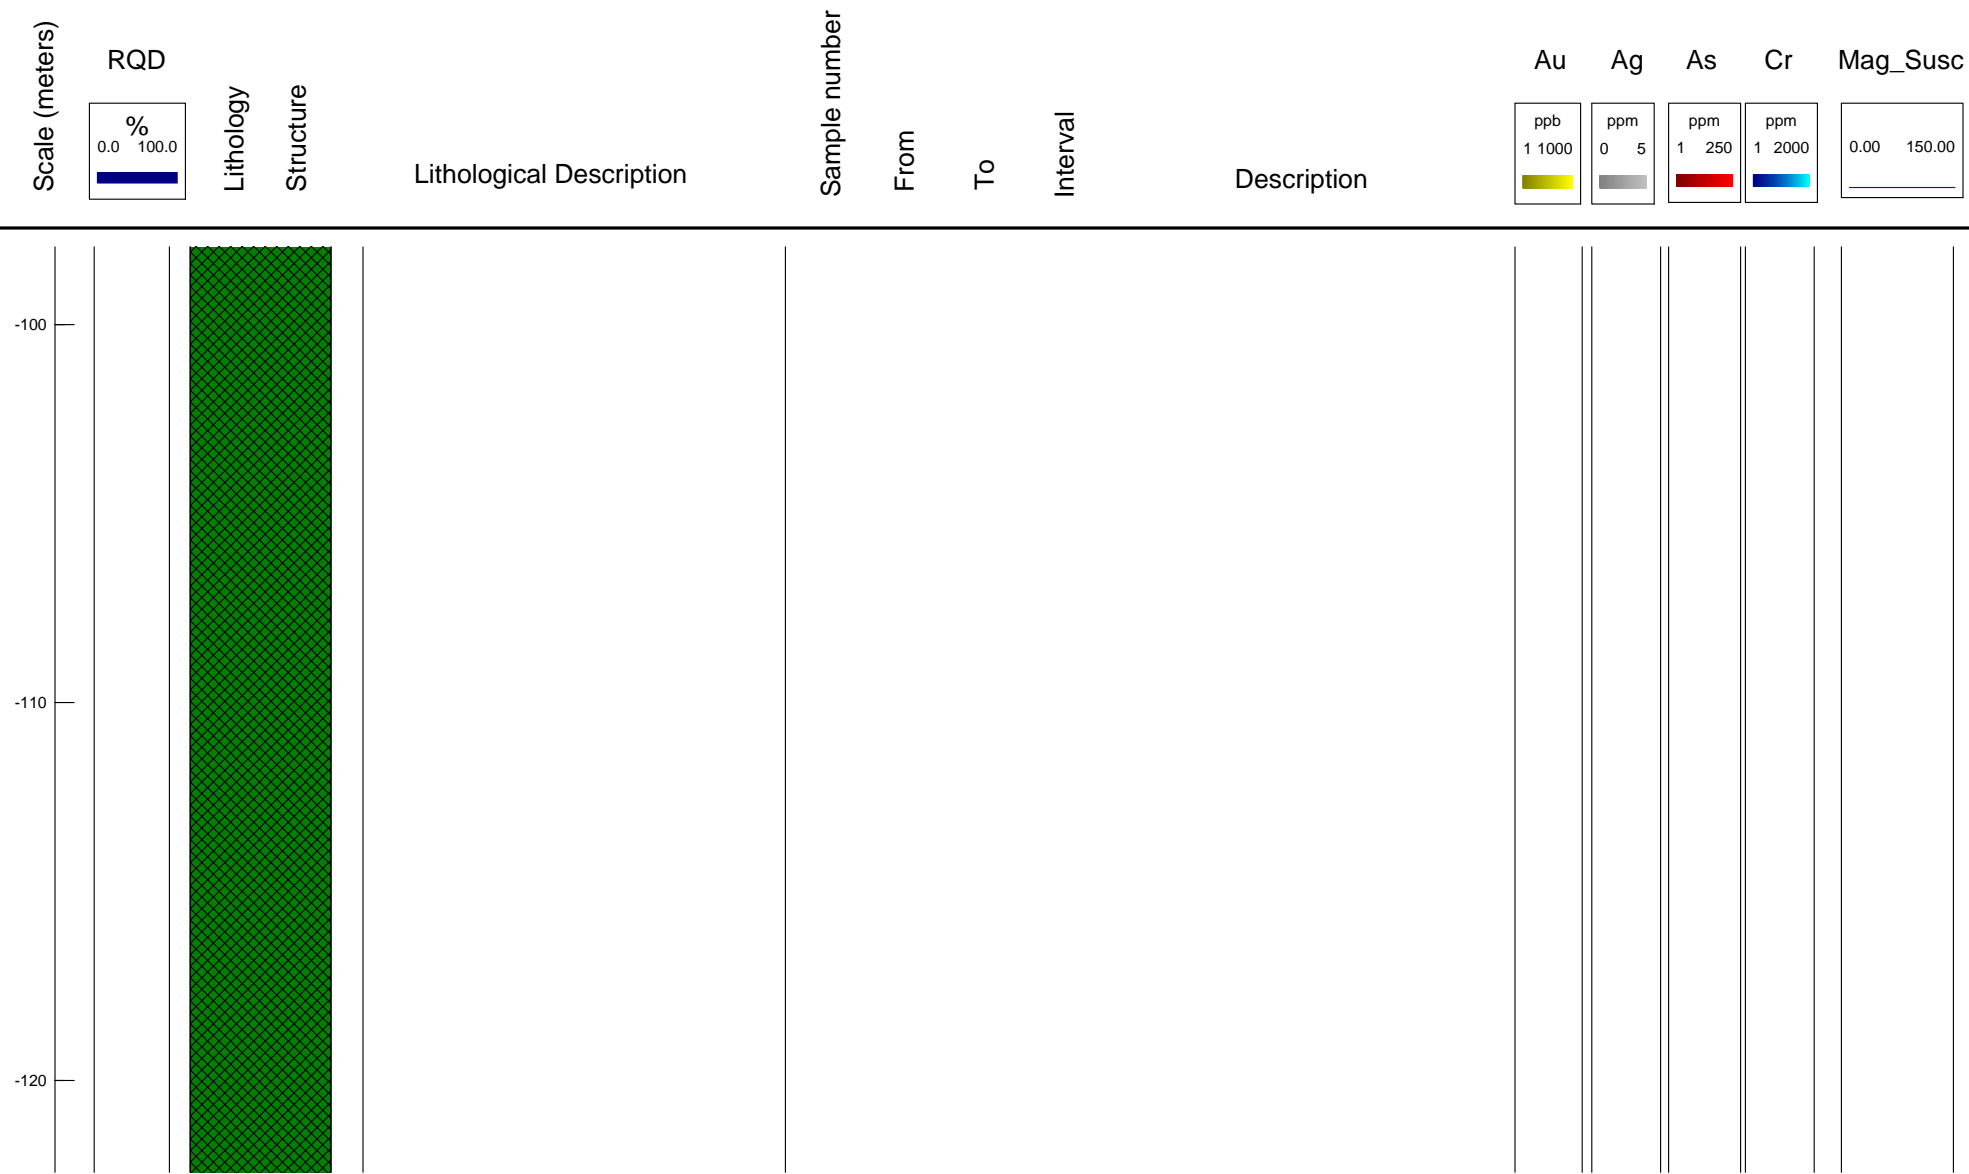 Scale (meters)
RQD
%
0.0 100.0
Lithology
Structure
Lithological Description
Sample number
From
To
Interval
Description
Au
ppb
1 1000
Ag
ppm
0 5
As
ppm
1 250
Cr
ppm
1 2000
Mag_Susc
0.00 150.00
-100
-110
-120